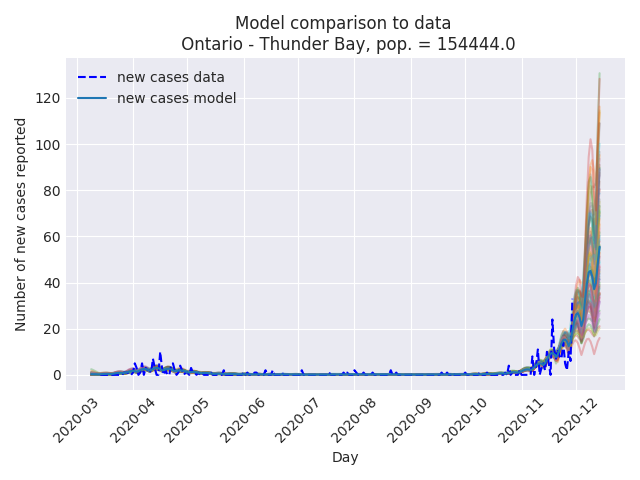 Model comparison to data
Ontario - Thunder Bay, pop. = 154444.0
new cases data
new cases model
Number of new cases reported
120
100
80
60
40
20
0
2020-03
2020-04
2020-05
2020-06
2020-07
2020-08
2020-09
2020-10
2020-11
2020-12
Day